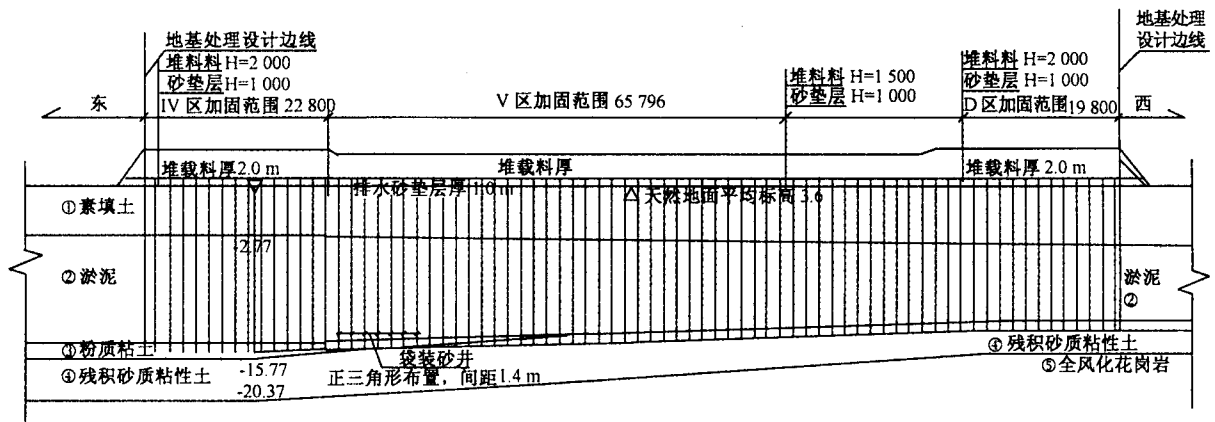 地基处理设计边线
堆料料 H=2 000
砂垫层 H=1 000
东
IV 区加固范围 22 800
V 区加固范围 65 796
堆料料 H=1 500
砂垫层 H=1 000
堆料料 H=2 000
砂垫层 H=1 000
D 区加固范围 19 800
西
地基处理
设计边线
堆载料厚2.0 m
堆载料厚
堆载料厚 2.0 m
排水砂垫层厚 1.0 m
天然地面平均标高 3.6
①素填土
-2.77
②淤泥
淤泥
②
③粉质粘土
袋装砂井
正三角形布置，间距1.4 m
④残积砂质粘性土
-15.77
-20.37
④ 残积砂质粘性土
⑤全风化花岗岩